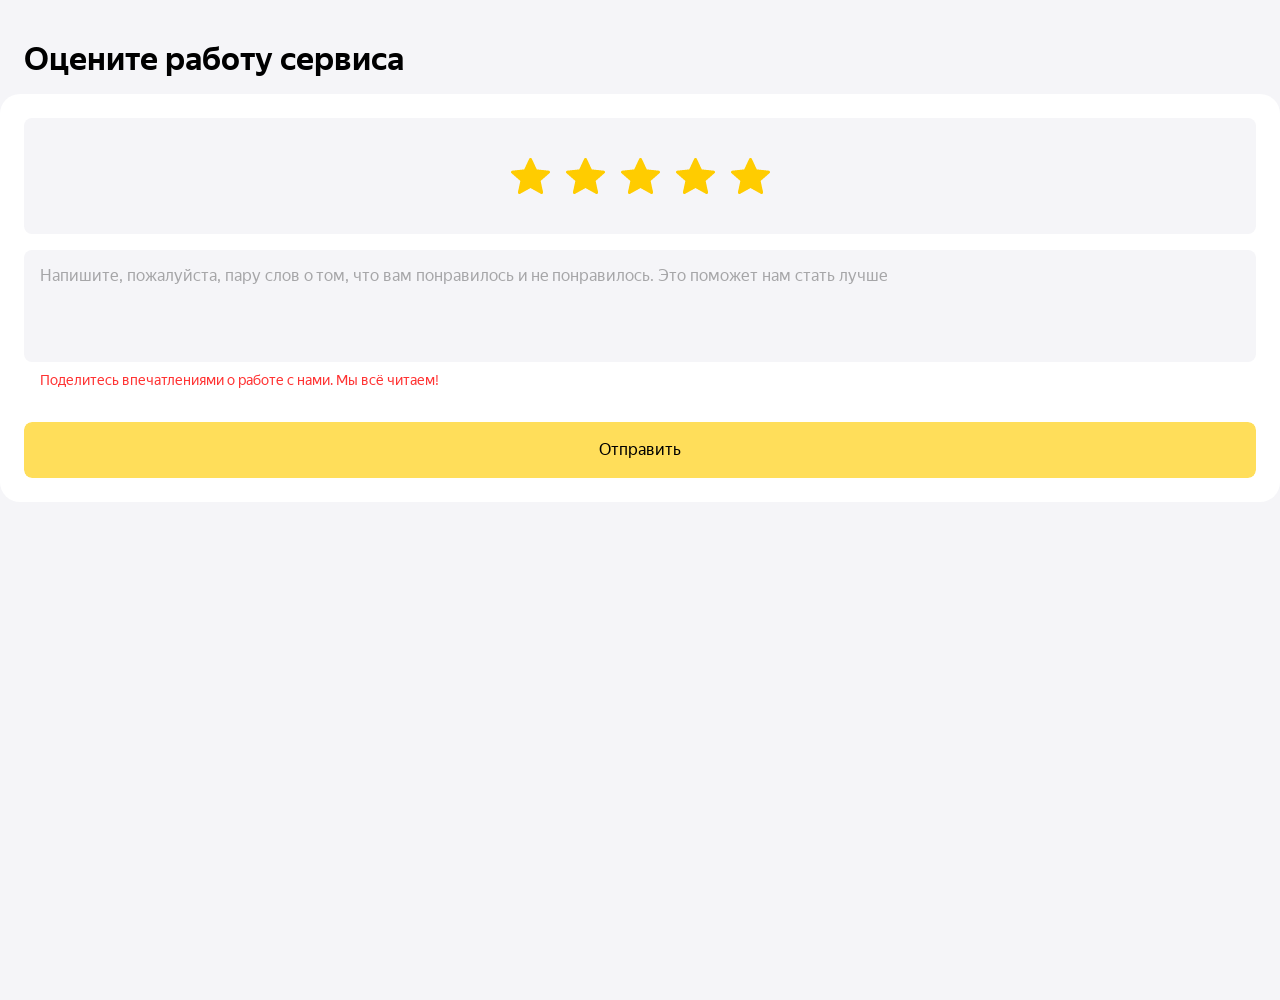 Оцените работу сервиса
Напишите, пожалуйста, пару слов о том, что вам понравилось и не понравилось. Это поможет нам стать лучше
Поделитесь впечатлениями о работе с нами. Мы всё читаем!
Отправить